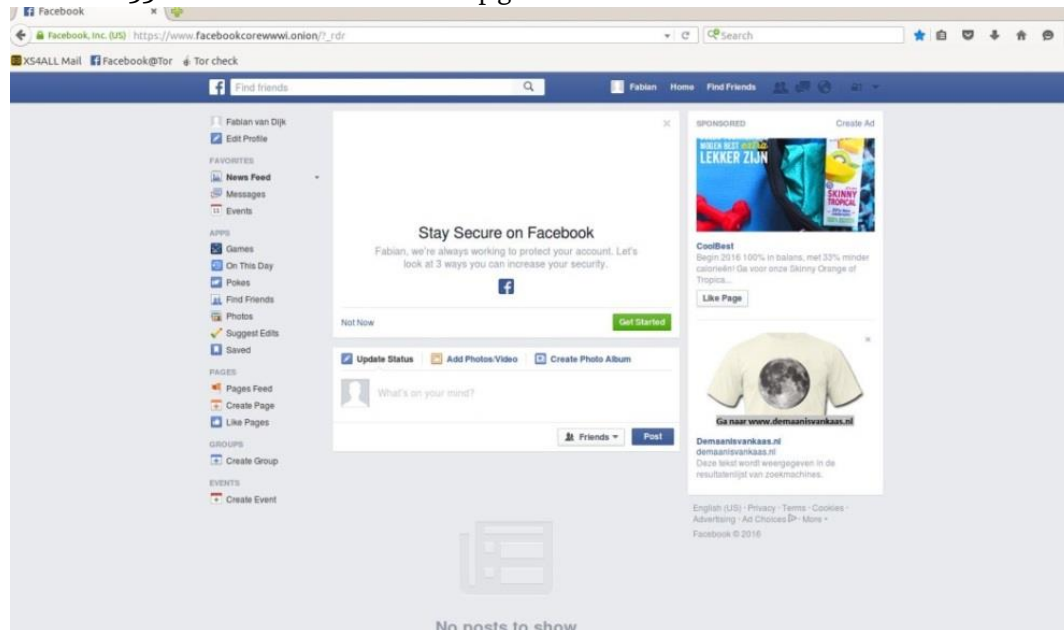 Facebook
Facebook, Inc. (US) https://www.facebookcorewwwi.onion/?_rdr
Search
XS4ALL Mail Facebook@Tor Tor check
Find friends
Fabian Home Find Friends
Fabian van Dijk
Edit Profile
FAVORITES
News Feed
Messages
Events
APPS
Games
On This Day
Pokes
Find Friends
Photos
Suggest Edits
Saved
PAGES
Pages Feed
Create Page
Like Pages
GROUPS
Create Group
EVENTS
Create Event
Stay Secure on Facebook
Fabian, we're always working to protect your account. Let's
look at 3 ways you can increase your security.
Not Now Get Started
Update Status Add Photos/Video Create Photo Album
What's on your mind?
Friends Post
No posts to show
SPONSORED Create Ad
LEKKER ZIJN
SKINNY
TROPICAL
CoolBest
Begin 2016 100% in balans, met 33% minder
calorieën! Ga voor onze Skinny Orange of
Tropica...
Like Page
Ga naar www.demaanisvankaas.nl
Demaanisvankaas.nl
demaanisvankaas.nl
Deze tekst wordt weergegeven in de
resultatenlijst van zoekmachines.
English (US) · Privacy · Terms · Cookies ·
Advertising · Ad Choices · More
Facebook © 2016